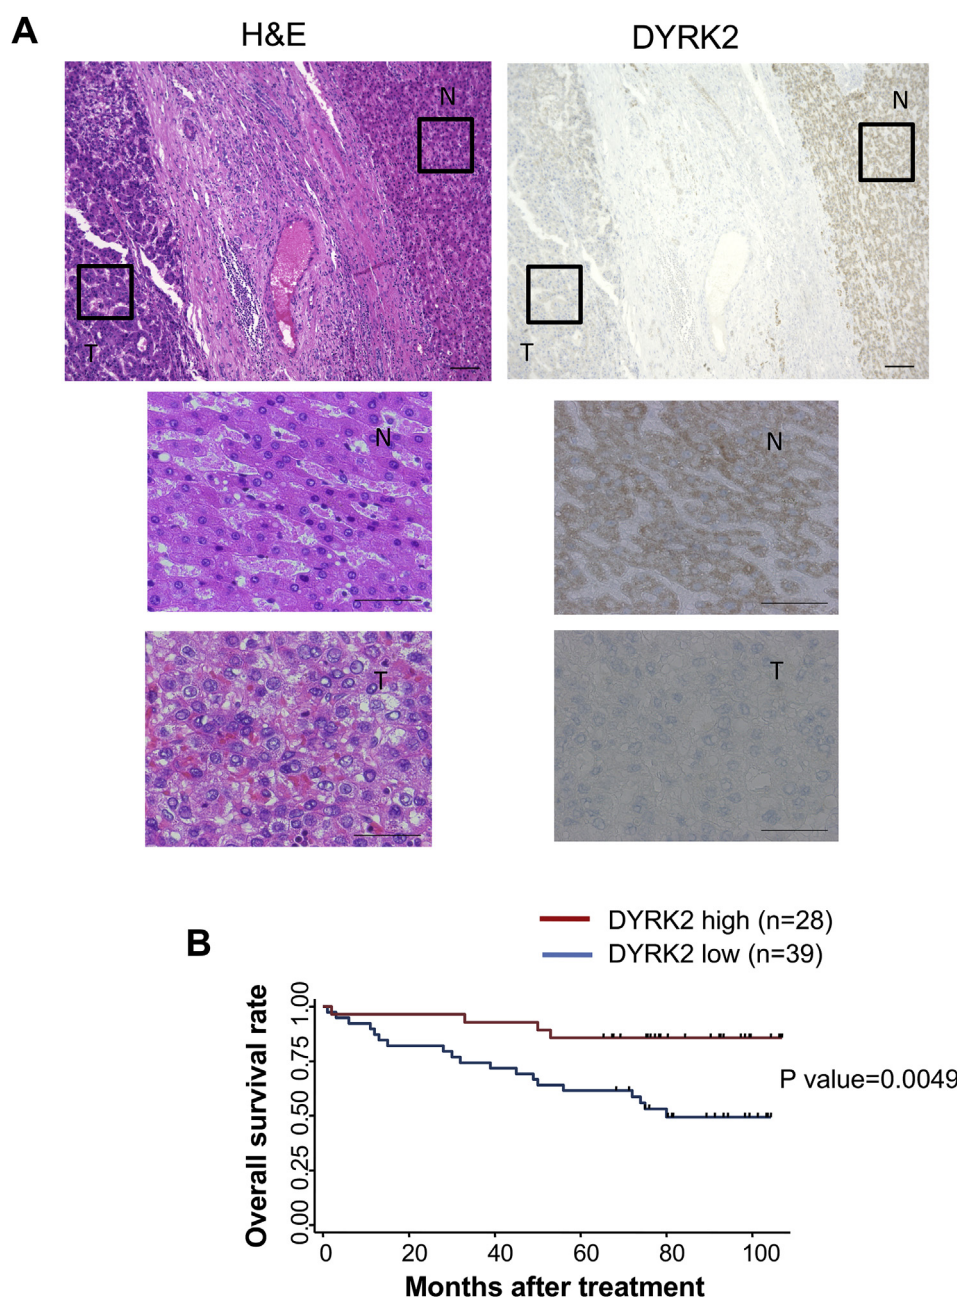 A
H&E
DYRK2
N
T
N
T
N
N
T
T
B
DYRK2 high (n=28)
DYRK2 low (n=39)
Overall survival rate
1.00
0.75
0.50
0.25
0.00
P value=0.0049
0 20 40 60 80 100
Months after treatment